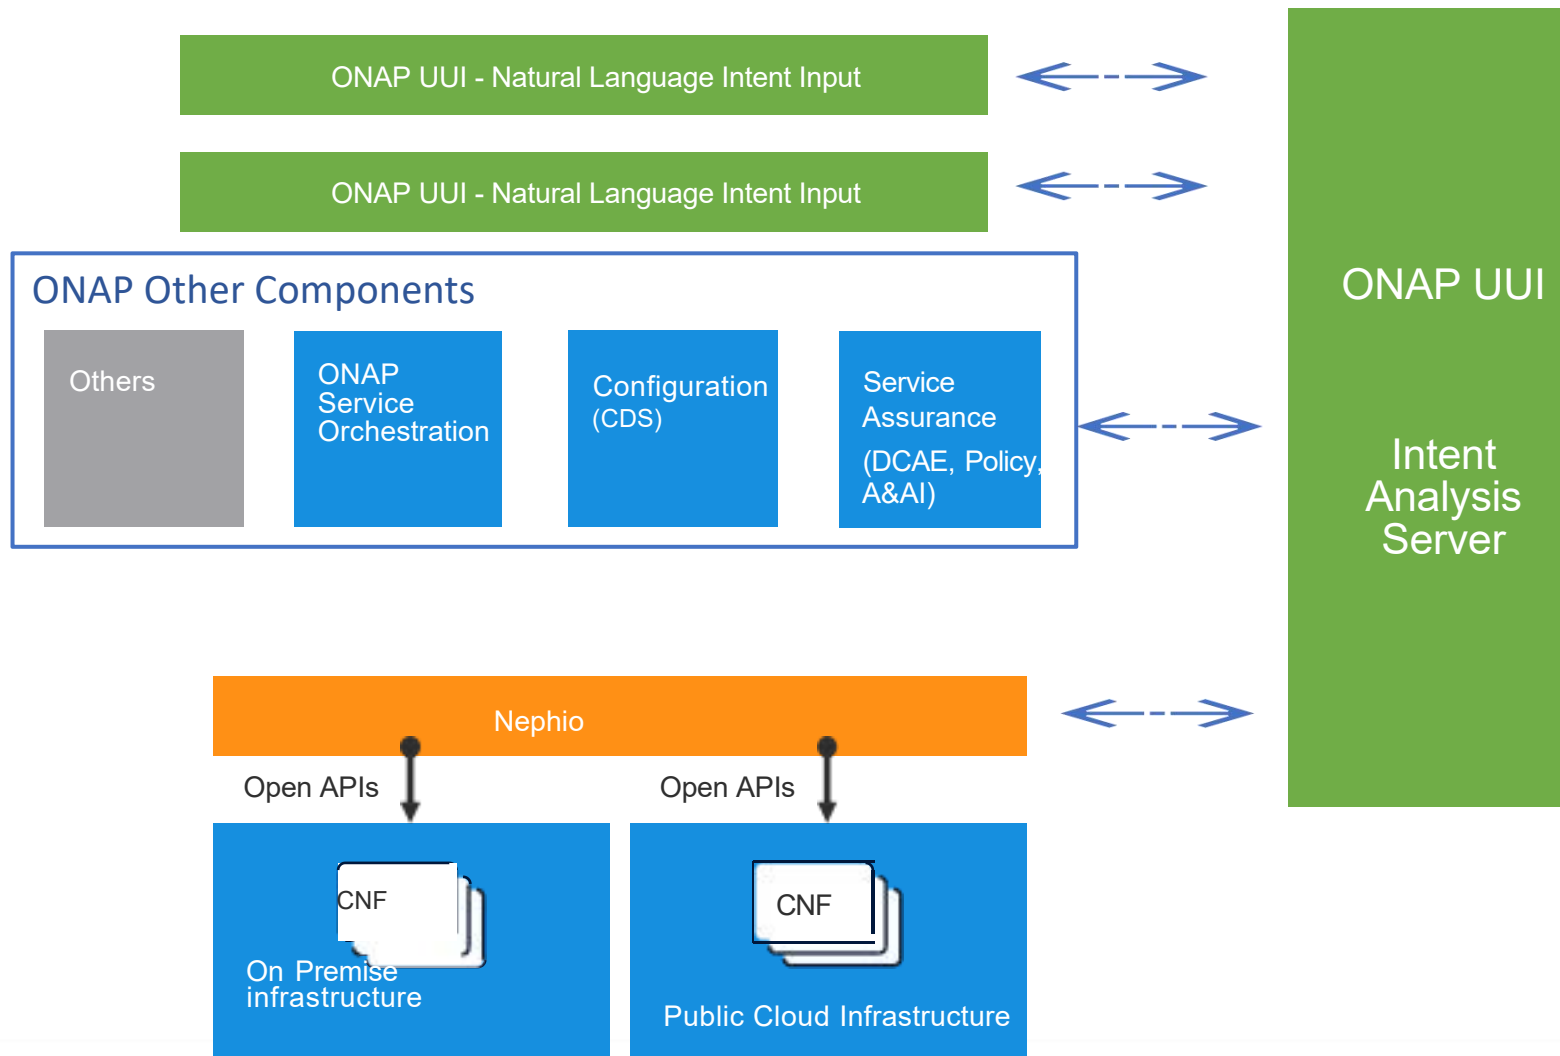 ONAP UUI - Natural Language Intent Input
ONAP UUI - Natural Language Intent Input
ONAP Other Components
Others
ONAP
Service
Orchestration
Configuration
(CDS)
Service
Assurance
(DCAE, Policy,
A&AI)
ONAP UUI
Intent
Analysis
Server
Nephio
Open APIs
Open APIs
CNF
On Premise
infrastructure
CNF
Public Cloud Infrastructure